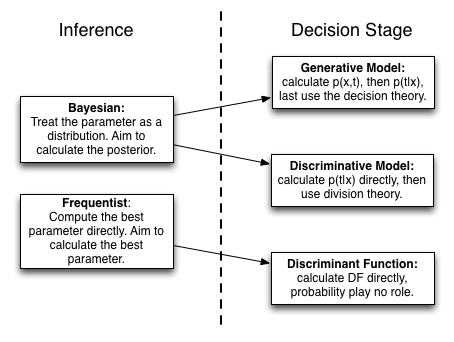 Inference
Decision Stage
Generative Model:
calculate p(x,t), then p(t|x),
last use the decision theory.
Bayesian:
Treat the parameter as a
distribution. Aim to
calculate the posterior.
Discriminative Model:
calculate p(t|x) directly, then
use division theory.
Frequentist:
Compute the best
parameter directly. Aim to
calculate the best
parameter.
Discriminant Function:
calculate DF directly,
probability play no role.